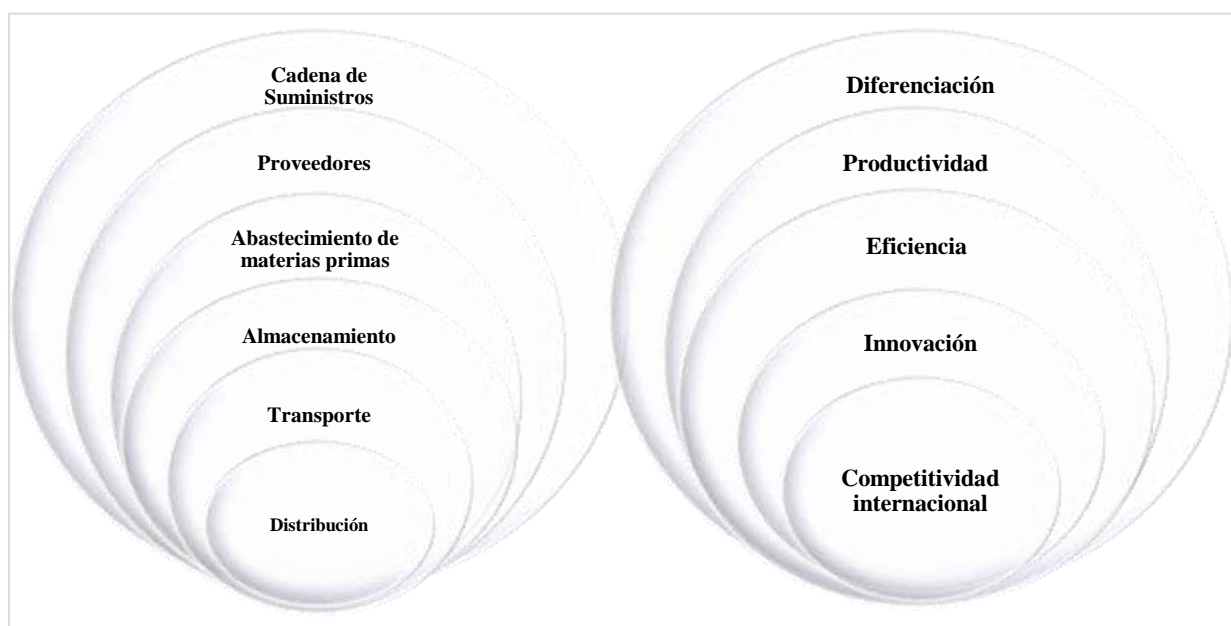 Cadena de
Suministros
Proveedores
Abastecimiento de
materias primas
Almacenamiento
Transporte
Distribución
Diferenciación
Productividad
Eficiencia
Innovación
Competitividad
internacional